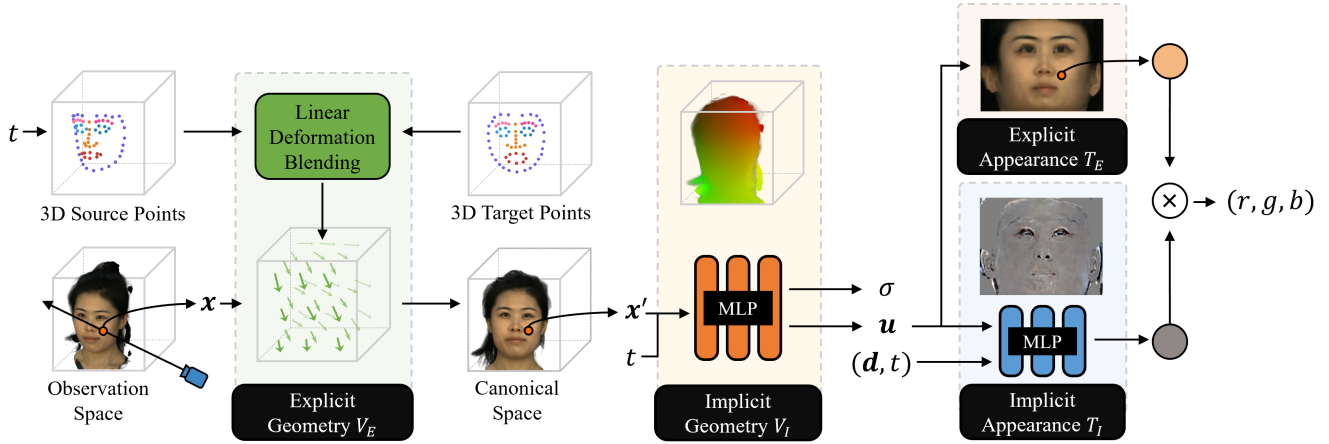 t
3D Source Points
Linear
Deformation
Blending
3D Target Points
Observation
Space
x
Explicit
Geometry V_E
Canonical
Space
x′
t
MLP
σ
u
(d, t)
Implicit
Geometry V_I
Explicit
Appearance T_E
MLP
Implicit
Appearance T_I
×
(r, g, b)